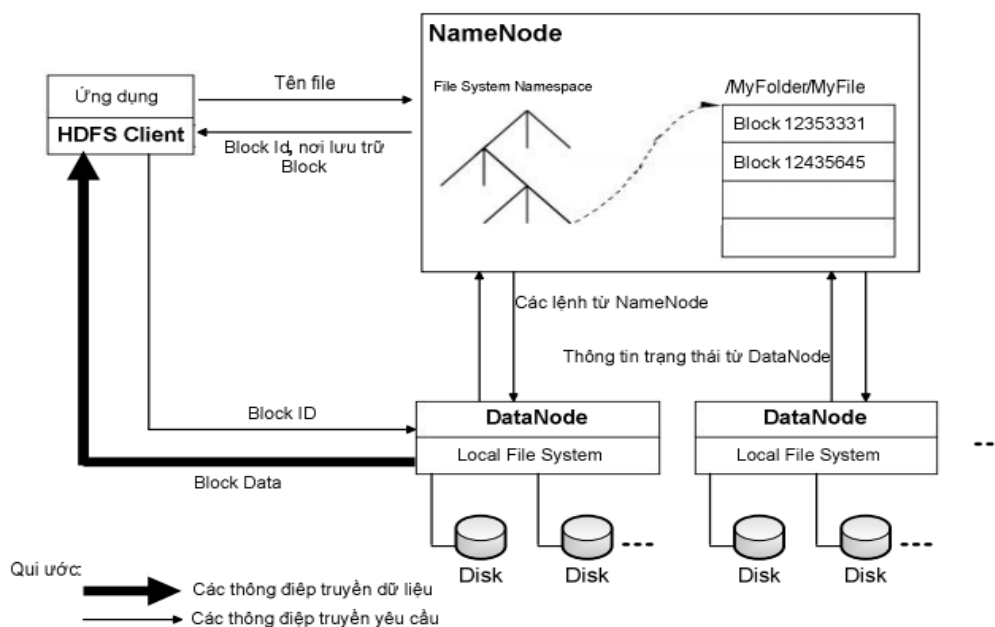 NameNode
File System Namespace
/MyFolder/MyFile
Block 12353331
Block 12435645
Ứng dụng
HDFS Client
Tên file
Block Id, nơi lưu trữ
Block
Các lệnh từ NameNode
Thông tin trạng thái từ DataNode
Block ID
Block Data
DataNode
Local File System
Disk
Disk
DataNode
Local File System
Disk
Disk
Qui ước:
Các thông điệp truyền dữ liệu
Các thông điệp truyền yêu cầu